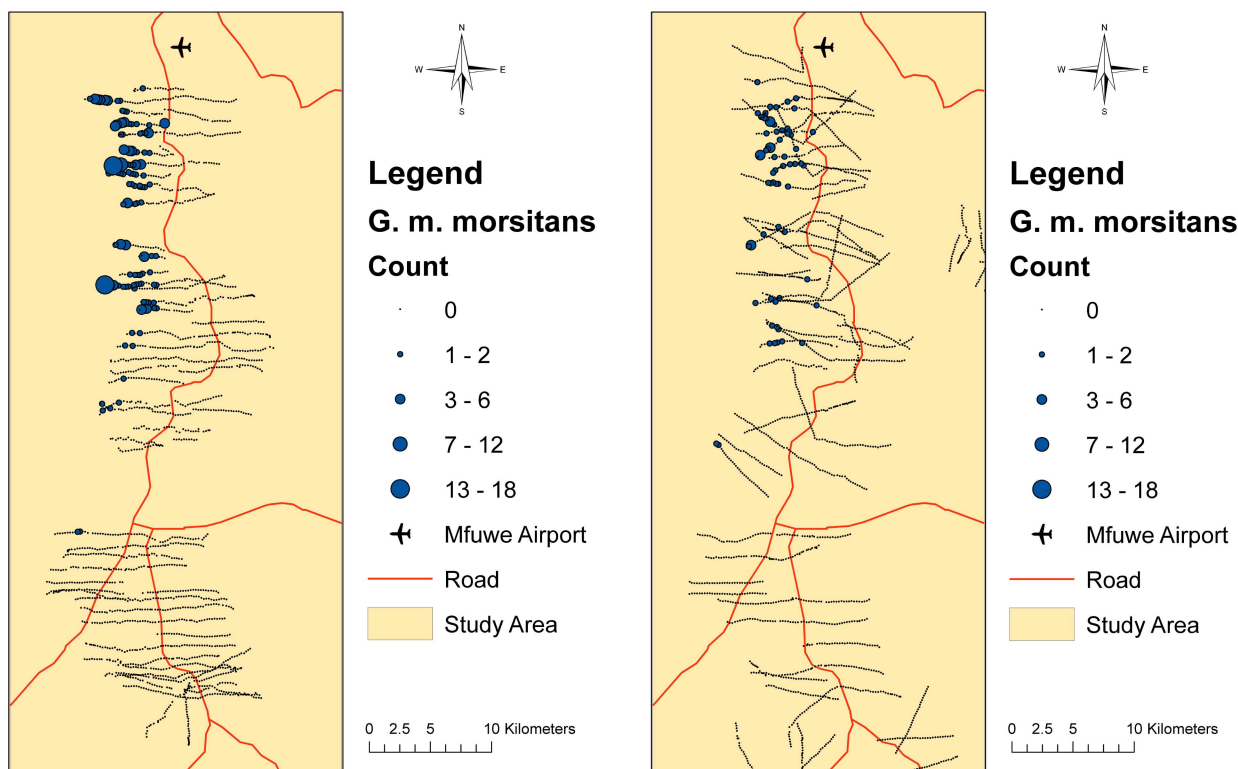 N
W E
S
Legend
G. m. morsitans
Count
0
1 - 2
3 - 6
7 - 12
13 - 18
Mfuwe Airport
Road
Study Area
0 2.5 5 10 Kilometers
N
W E
S
Legend
G. m. morsitans
Count
0
1 - 2
3 - 6
7 - 12
13 - 18
Mfuwe Airport
Road
Study Area
0 2.5 5 10 Kilometers